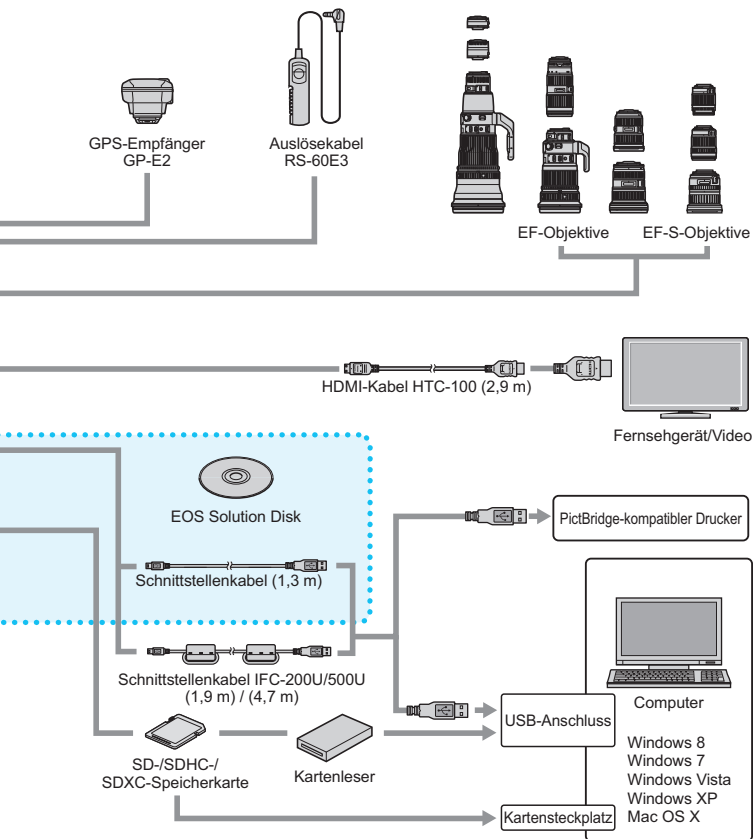 GPS-Empfänger
GP-E2
Auslösekabel
RS-60E3
EF-Objektive
EF-S-Objektive
HDMI-Kabel HTC-100 (2,9 m)
Fernsehgerät/Video
EOS Solution Disk
PictBridge-kompatibler Drucker
Schnittstellenkabel (1,3 m)
Schnittstellenkabel IFC-200U/500U
(1,9 m) / (4,7 m)
USB-Anschluss
Computer
Windows 8
Windows 7
Windows Vista
Windows XP
Mac OS X
SD-/SDHC-/
SDXC-Speicherkarte
Kartenleser
Kartensteckplatz